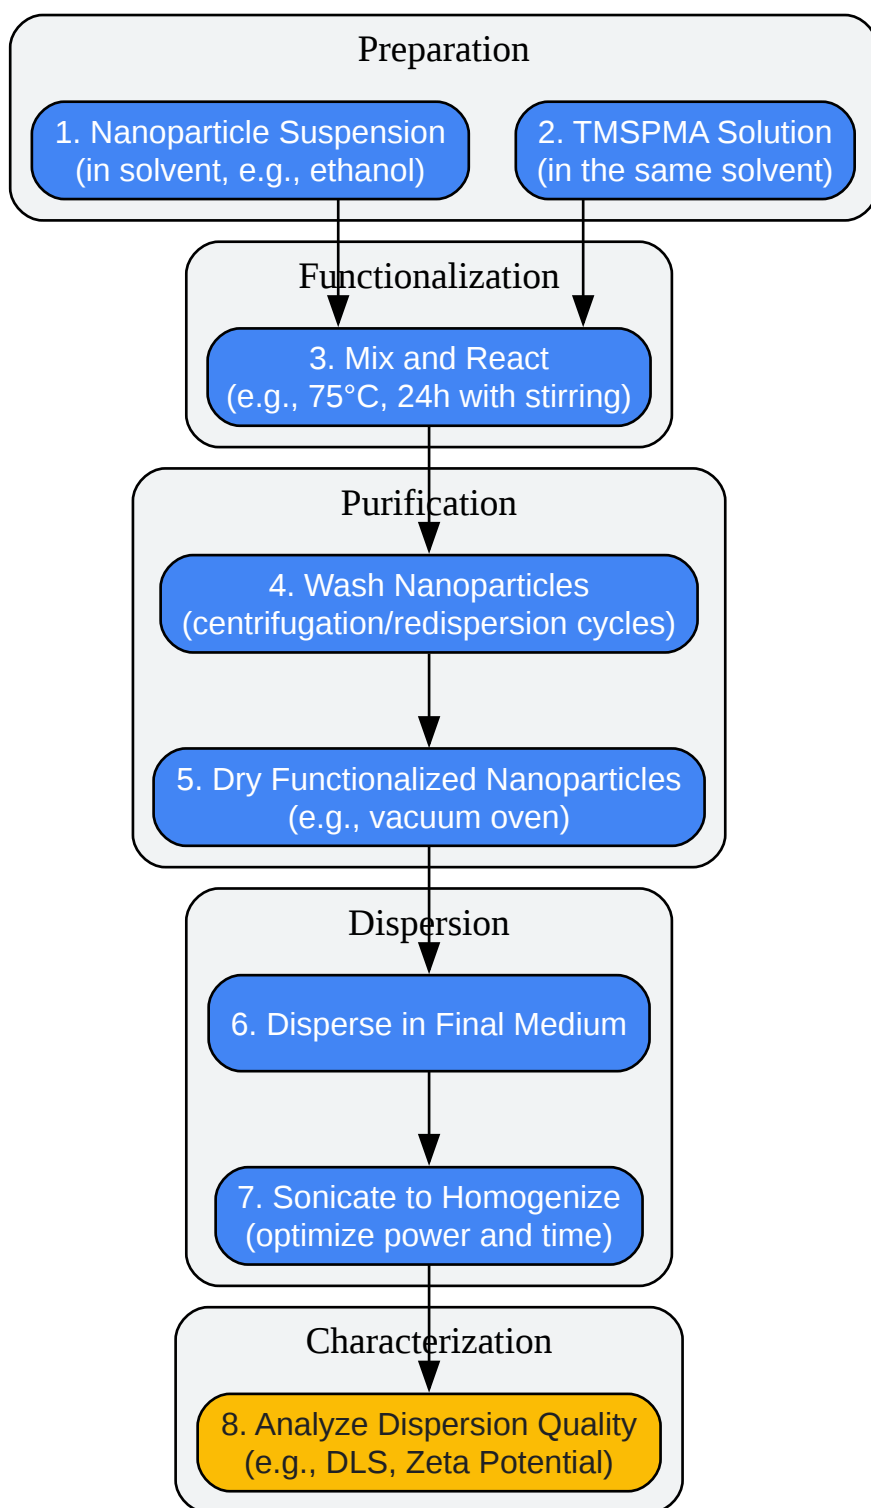 Preparation
1. Nanoparticle Suspension
(in solvent, e.g., ethanol)
2. TMSPMA Solution
(in the same solvent)
Functionalization
3. Mix and React
(e.g., 75°C, 24h with stirring)
Purification
4. Wash Nanoparticles
(centrifugation/redispersion cycles)
5. Dry Functionalized Nanoparticles
(e.g., vacuum oven)
Dispersion
6. Disperse in Final Medium
7. Sonicate to Homogenize
(optimize power and time)
Characterization
8. Analyze Dispersion Quality
(e.g., DLS, Zeta Potential)